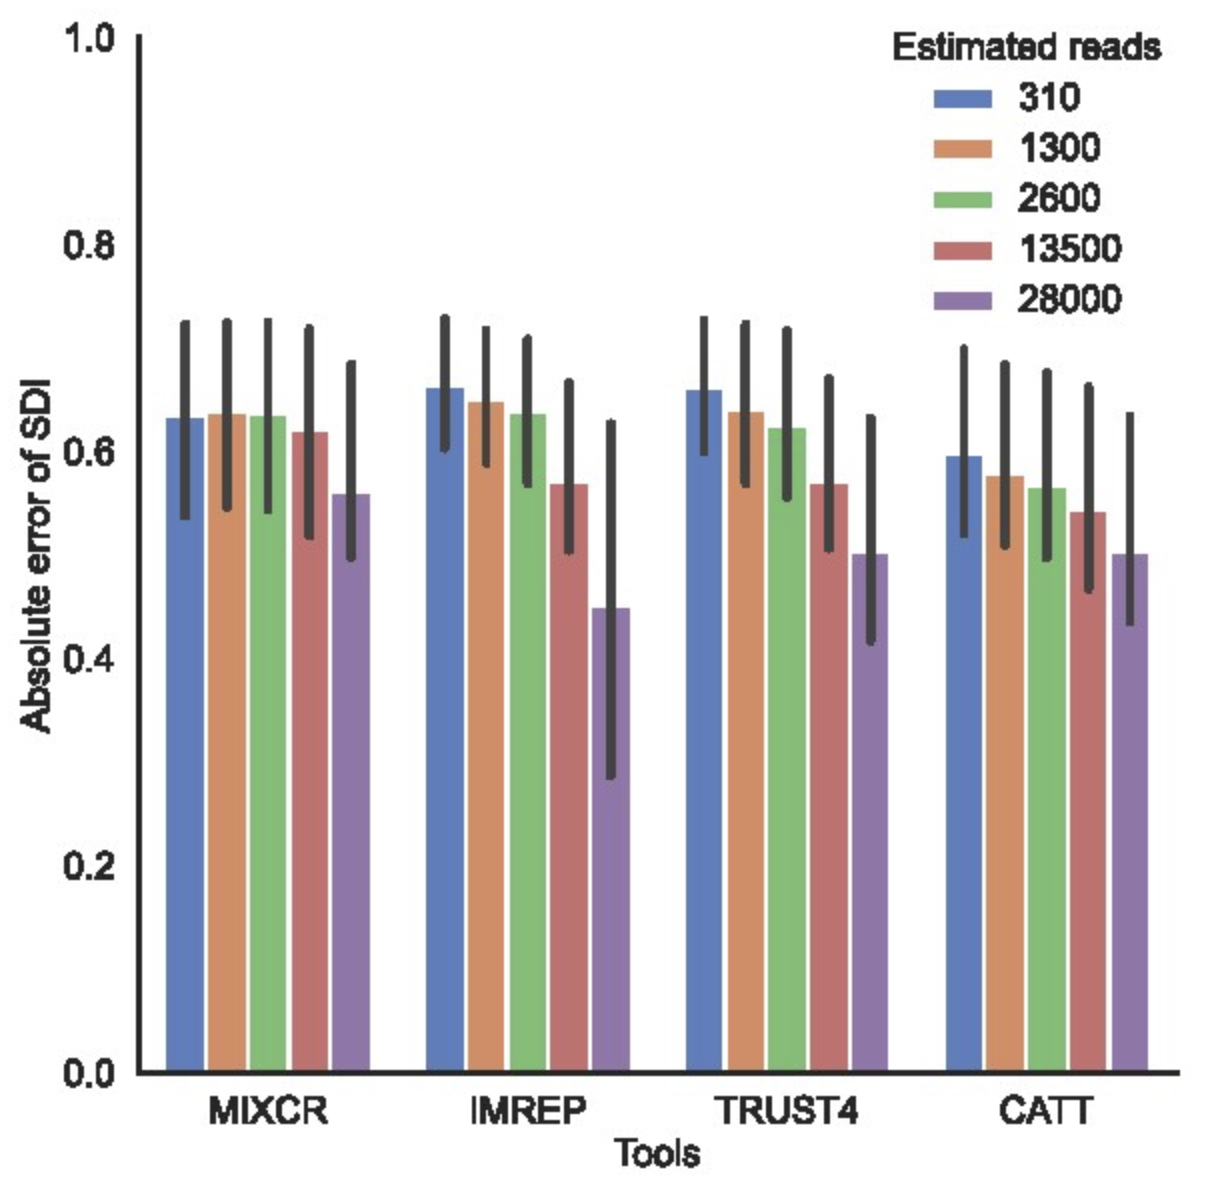 Estimated reads
310
1300
2600
13500
28000
Absolute error of SDI
1.0
0.8
0.6
0.4
0.2
0.0
MIXCR
IMREP
TRUST4
CATT
Tools